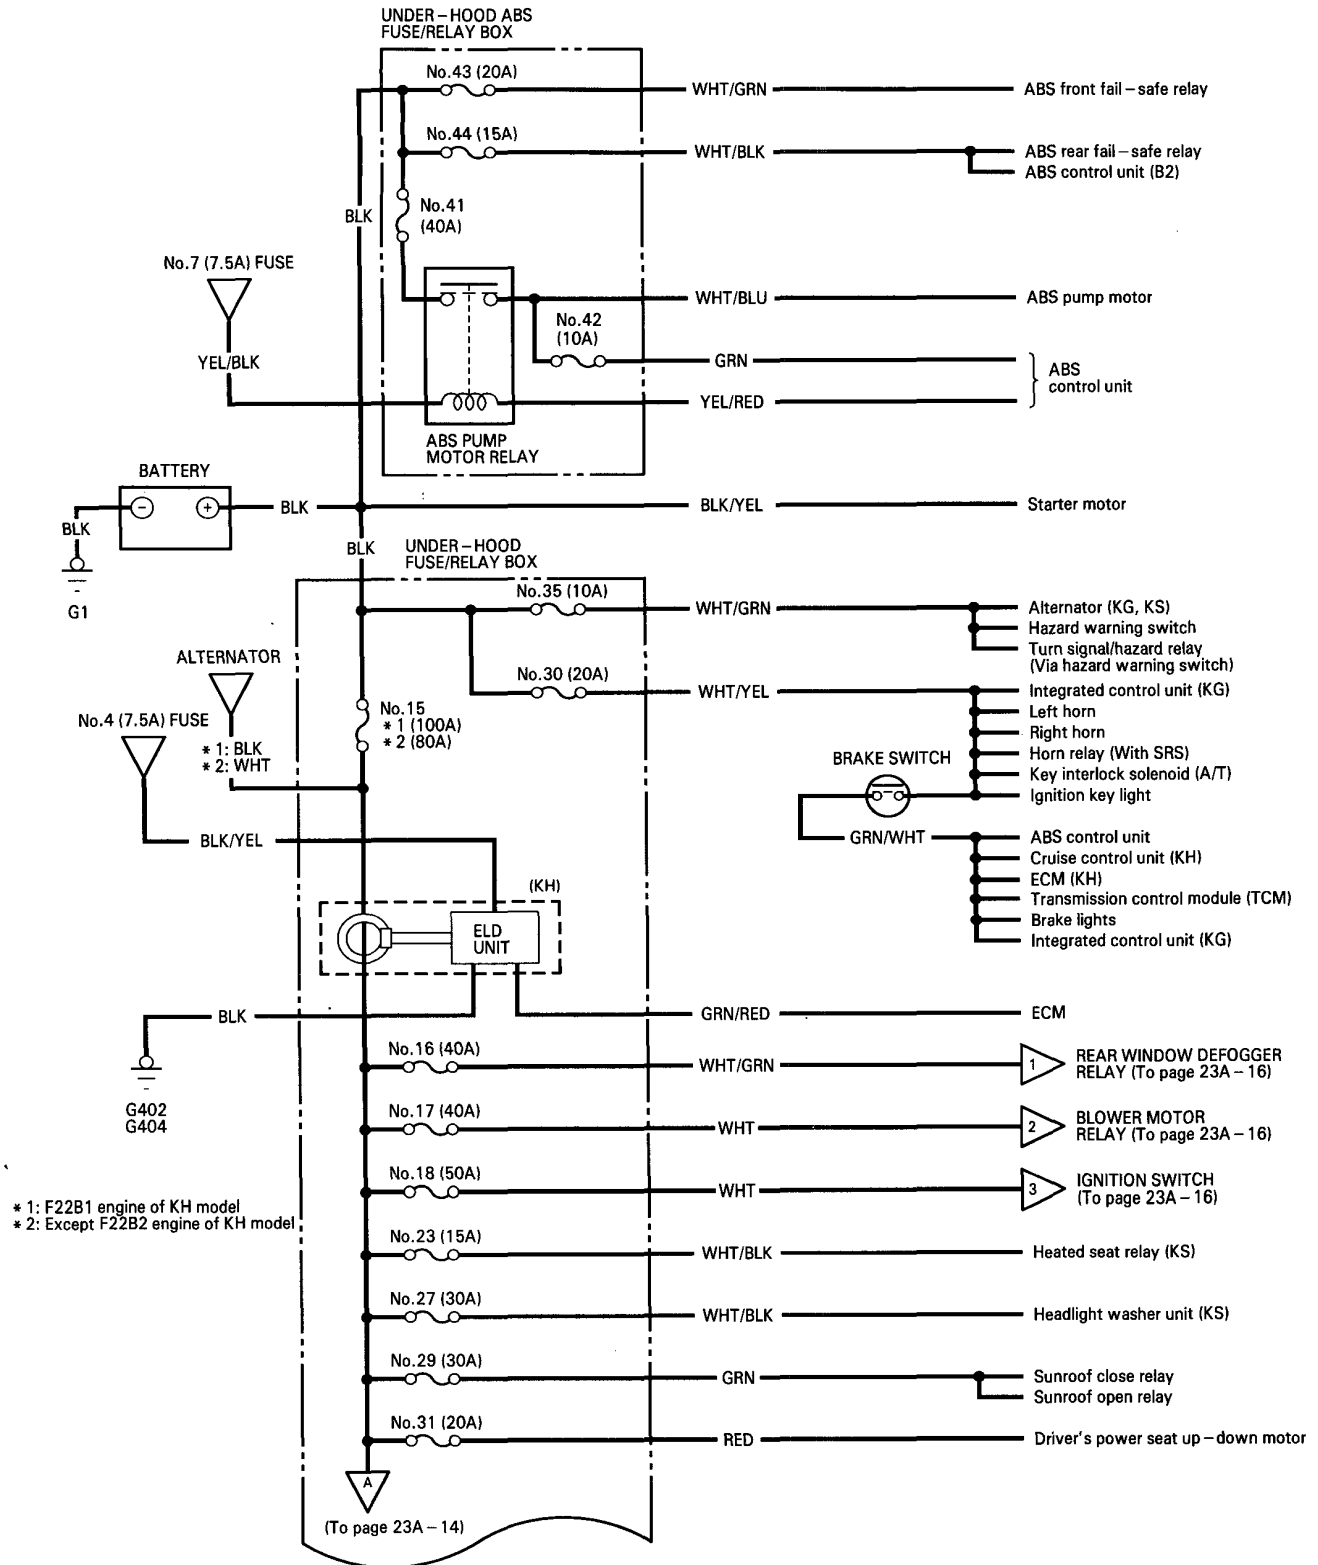 UNDER – HOOD ABS
FUSE/RELAY BOX
No.43 (20A)
WHT/GRN
ABS front fail – safe relay
No.44 (15A)
WHT/BLK
ABS rear fail – safe relay
ABS control unit (B2)
BLK
No.41
(40A)
No.7 (7.5A) FUSE
WHT/BLU
ABS pump motor
No.42
(10A)
YEL/BLK
GRN
ABS
control unit
YEL/RED
ABS PUMP
MOTOR RELAY
BATTERY
–
+
BLK
BLK/YEL
Starter motor
BLK
G1
BLK
UNDER – HOOD
FUSE/RELAY BOX
No.35 (10A)
WHT/GRN
Alternator (KG, KS)
Hazard warning switch
Turn signal/hazard relay
(Via hazard warning switch)
ALTERNATOR
No.30 (20A)
WHT/YEL
Integrated control unit (KG)
Left horn
Right horn
Horn relay (With SRS)
Key interlock solenoid (A/T)
Ignition key light
No.15
* 1 (100A)
* 2 (80A)
No.4 (7.5A) FUSE
* 1: BLK
* 2: WHT
BRAKE SWITCH
GRN/WHT
ABS control unit
Cruise control unit (KH)
ECM (KH)
Transmission control module (TCM)
Brake lights
Integrated control unit (KG)
BLK/YEL
(KH)
ELD
UNIT
BLK
GRN/RED
ECM
G402
G404
No.16 (40A)
WHT/GRN
1
REAR WINDOW DEFOGGER
RELAY (To page 23A – 16)
No.17 (40A)
WHT
2
BLOWER MOTOR
RELAY (To page 23A – 16)
No.18 (50A)
WHT
3
IGNITION SWITCH
(To page 23A – 16)
* 1: F22B1 engine of KH model
* 2: Except F22B2 engine of KH model
No.23 (15A)
WHT/BLK
Heated seat relay (KS)
No.27 (30A)
WHT/BLK
Headlight washer unit (KS)
No.29 (30A)
GRN
Sunroof close relay
Sunroof open relay
No.31 (20A)
RED
Driver's power seat up – down motor
A
(To page 23A – 14)